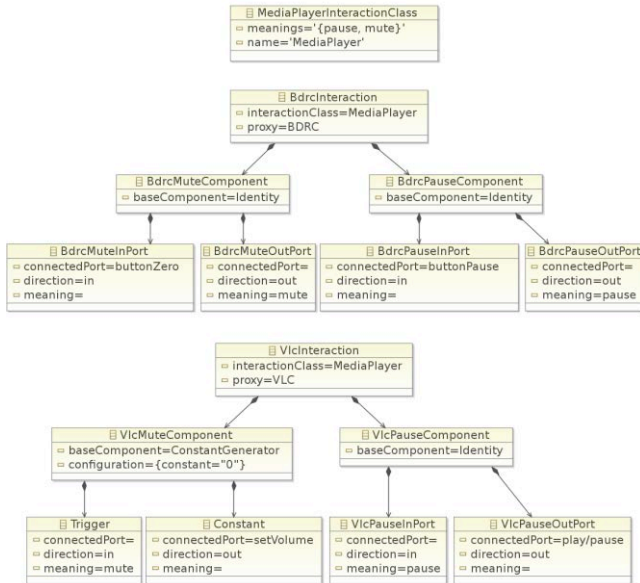 MediaPlayerInteractionClass
meanings='{pause, mute}'
name='MediaPlayer'
BdrcInteraction
interactionClass=MediaPlayer
proxy=BDRC
BdrcMuteComponent
baseComponent=Identity
BdrcPauseComponent
baseComponent=Identity
BdrcMuteInPort
connectedPort=buttonZero
direction=in
meaning=
BdrcMuteOutPort
connectedPort=
direction=out
meaning=mute
BdrcPauseInPort
connectedPort=buttonPause
direction=in
meaning=
BdrcPauseOutPort
connectedPort=
direction=out
meaning=pause
VlcInteraction
interactionClass=MediaPlayer
proxy=VLC
VlcMuteComponent
baseComponent=ConstantGenerator
configuration={constant="0"}
VlcPauseComponent
baseComponent=Identity
Trigger
connectedPort=
direction=in
meaning=mute
Constant
connectedPort=setVolume
direction=out
meaning=
VlcPauseInPort
connectedPort=
direction=in
meaning=pause
VlcPauseOutPort
connectedPort=play/pause
direction=out
meaning=